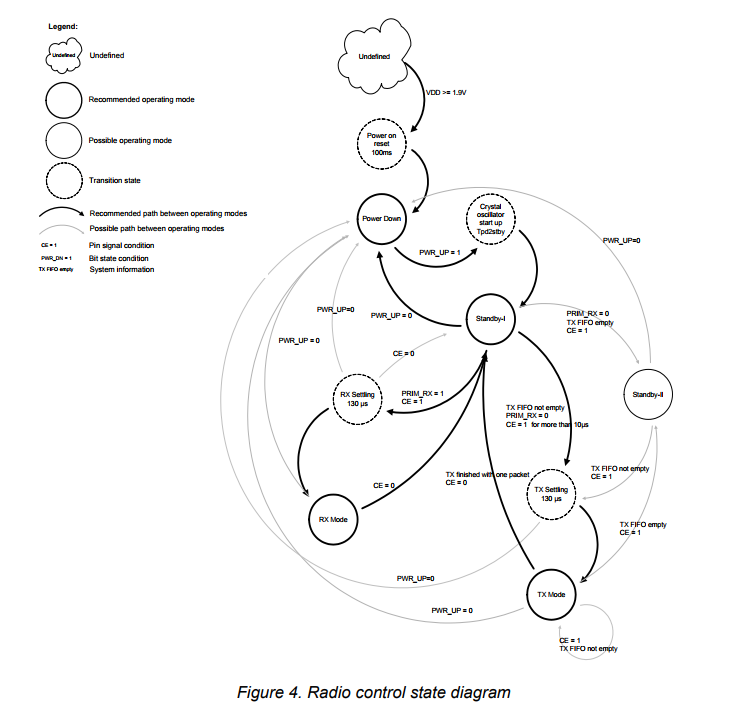 Legend:
Undefined
Undefined
Recommended operating mode
Possible operating mode
Transition state
Recommended path between operating modes
Possible path between operating modes
CE = 1
Pin signal condition
PWR_DN = 1
Bit state condition
TX FIFO empty
System information
Undefined
VDD >= 1.9V
Power on
reset
100ms
Power Down
Crystal
oscillator
start up
Tpd2stby
PWR_UP = 1
PWR_UP=0
PWR_UP=0
PWR_UP = 0
Standby-I
PRIM_RX = 0
TX FIFO empty
CE = 1
PWR_UP = 0
CE = 0
RX Settling
130 µs
PRIM_RX = 1
CE = 1
Standby-II
TX FIFO not empty
PRIM_RX = 0
CE = 1 for more than 10µs
TX FIFO not empty
CE = 1
CE = 0
TX finished with one packet
CE = 0
TX Settling
130 µs
RX Mode
TX FIFO empty
CE = 1
PWR_UP=0
TX Mode
PWR_UP = 0
CE = 1
TX FIFO not empty
Figure 4. Radio control state diagram